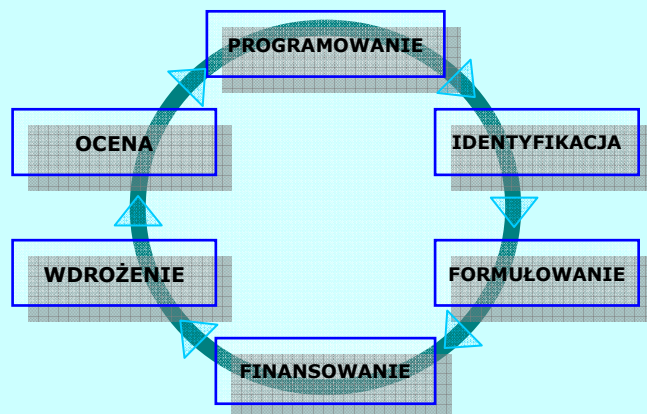 PROGRAMOWANIE
IDENTYFIKACJA
FORMUŁOWANIE
FINANSOWANIE
WDROŻENIE
OCENA